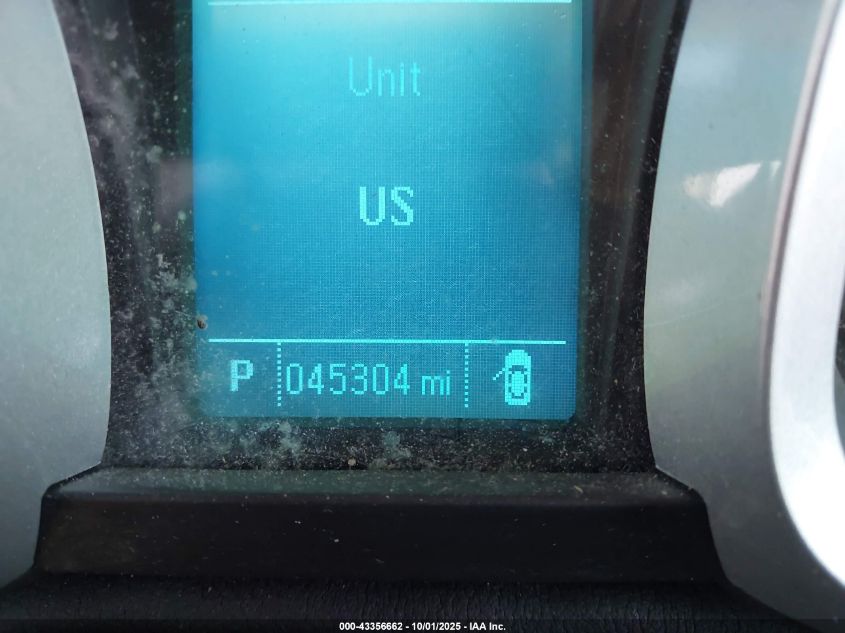 Unit
US
P 045304 mi
000-43356662 - 10/01/2025 - IAA Inc.